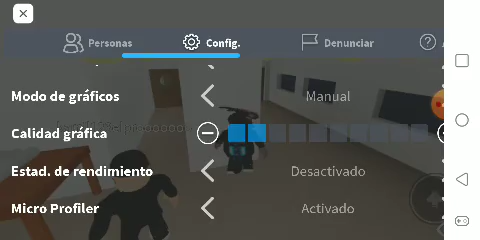 Personas
Config.
Denunciar
Modo de gráficos
Manual
Calidad gráfica
Estad. de rendimiento
Desactivado
Micro Profiler
Activado